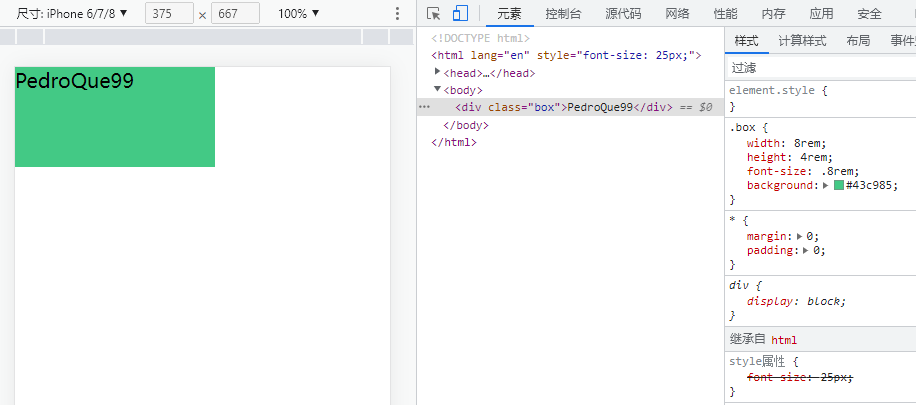 尺寸: iPhone 6/7/8 ▼ 375 × 667 100% ▼
元素 控制台 源代码 网络 性能 内存 应用 安全
PedroQue99
<!DOCTYPE html>
<html lang="en" style="font-size: 25px;">
<head>…</head>
<body>
<div class="box">PedroQue99</div> == $0
</body>
</html>
样式 计算样式 布局
过滤
element.style {
}
.box {
width: 8rem;
height: 4rem;
font-size: .8rem;
background: #43c985;
}
* {
margin: 0;
padding: 0;
}
div {
display: block;
}
继承自 html
style属性 {
font-size: 25px;
}